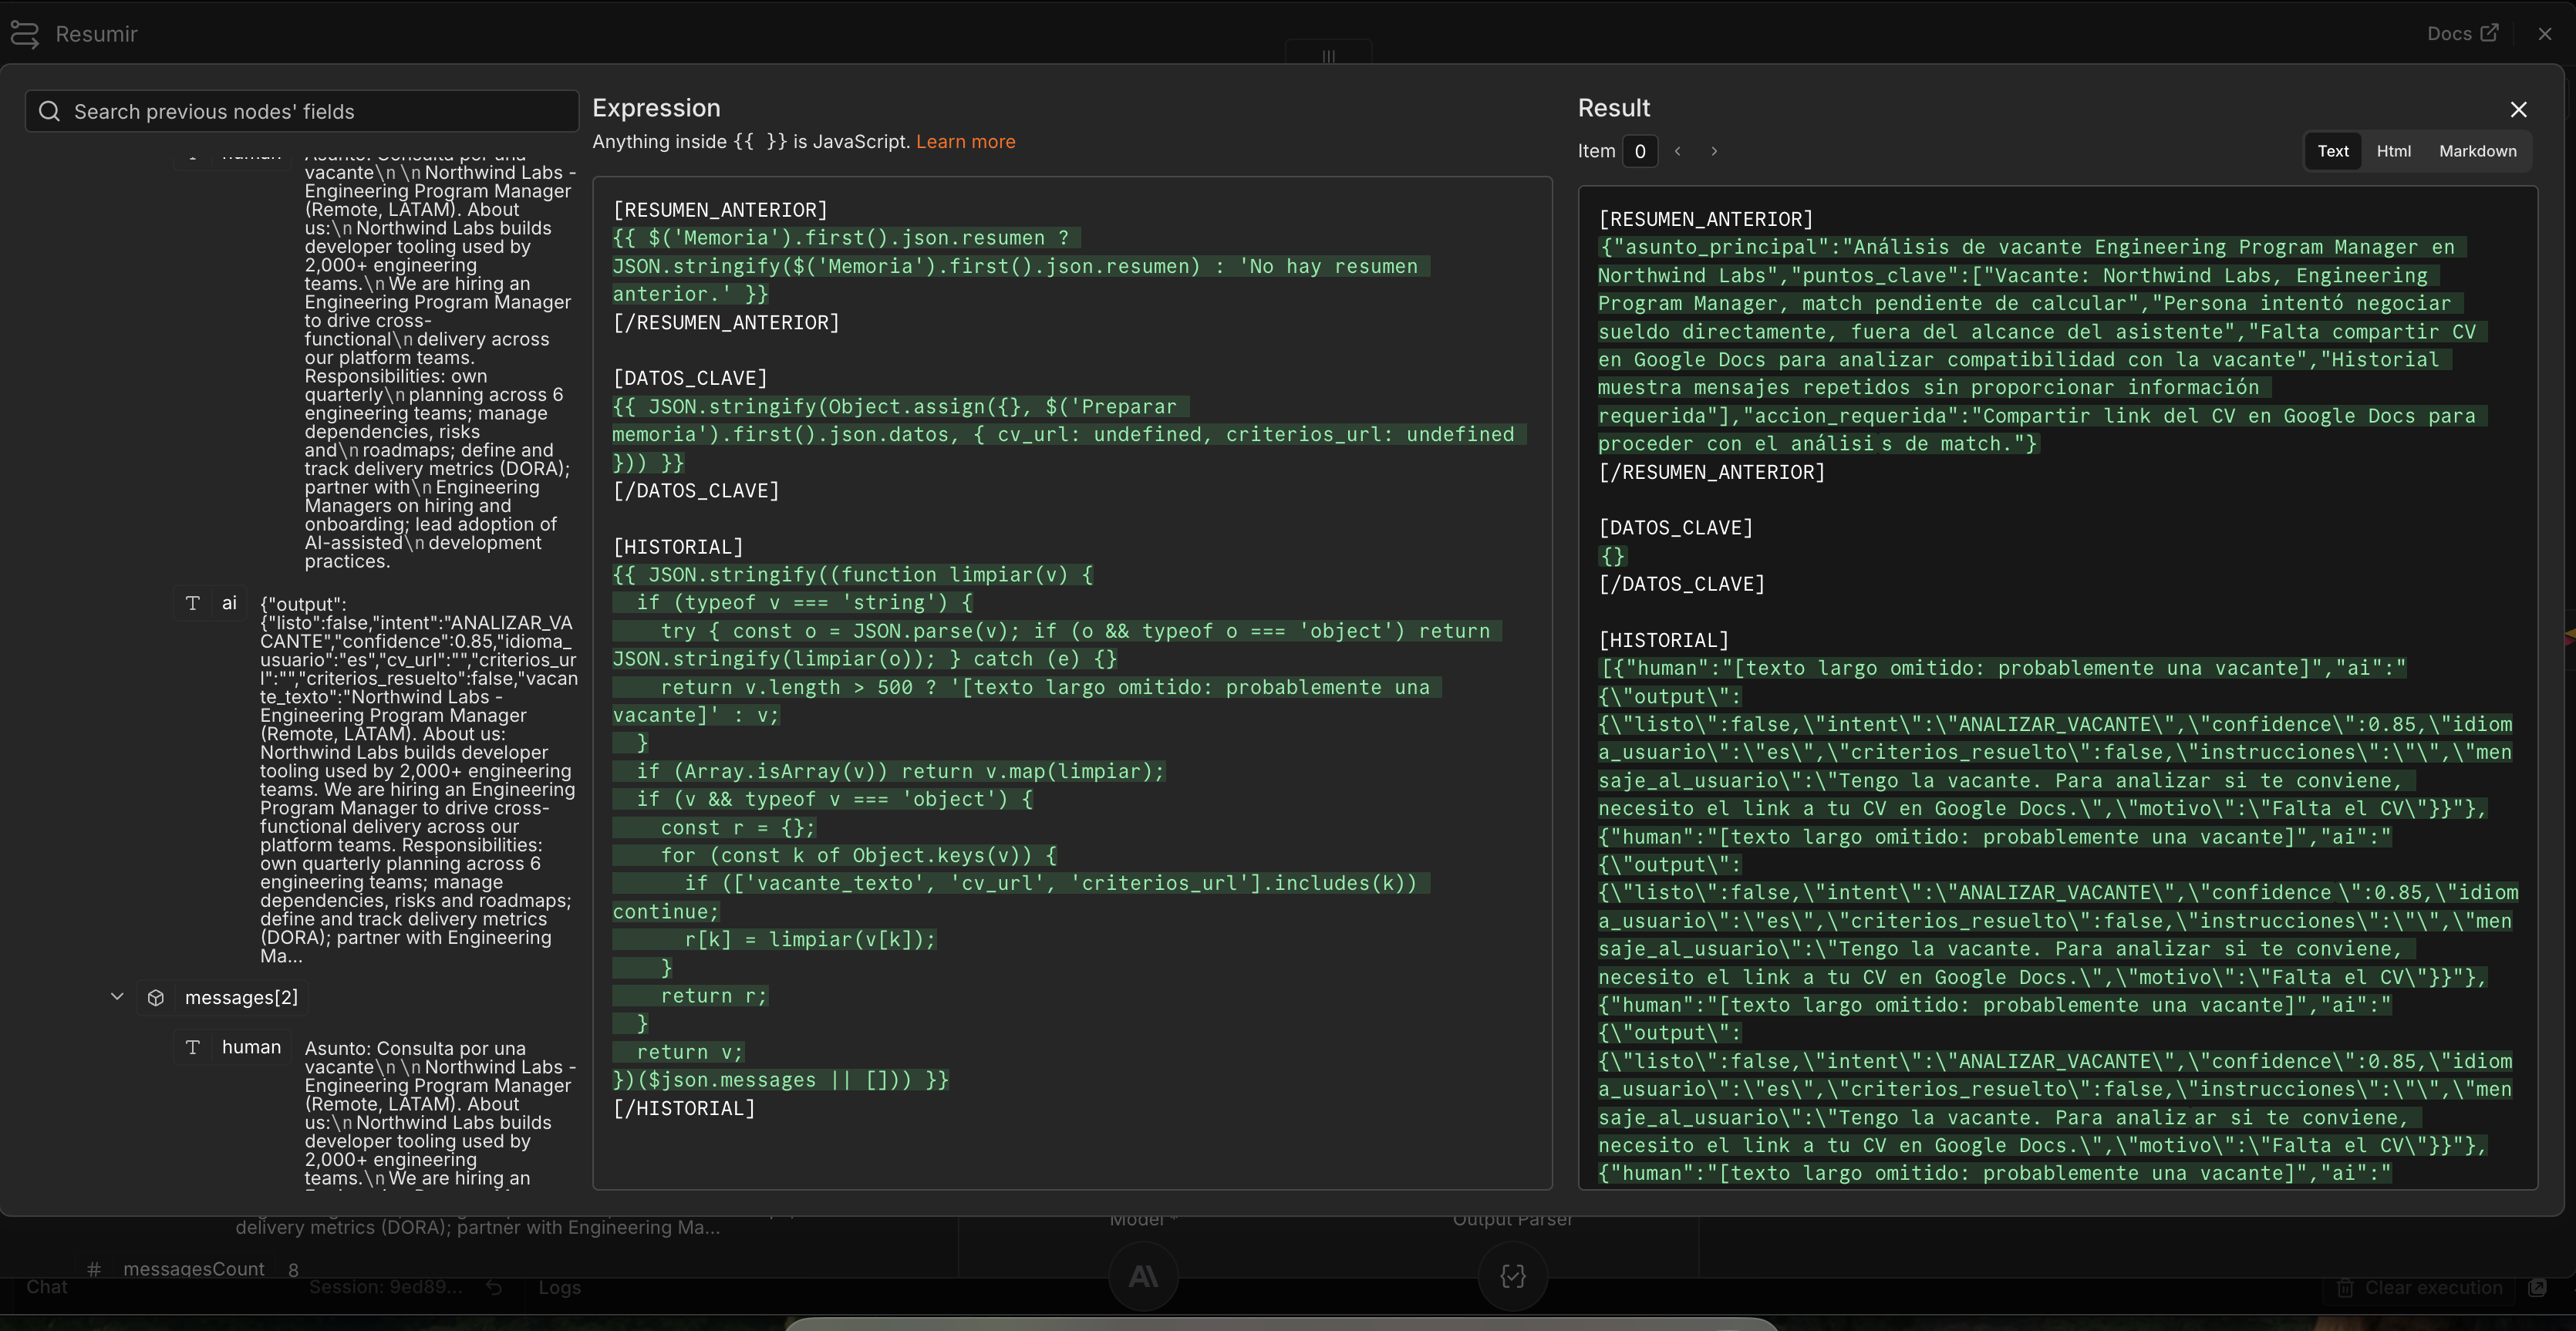 Resumir
Docs
Search previous nodes' fields
human
Asunto: Consulta por una
vacante\n \n Northwind Labs -
Engineering Program Manager
(Remote, LATAM). About
us:\n Northwind Labs builds
developer tooling used by
2,000+ engineering
teams.\n We are hiring an
Engineering Program Manager
to drive cross-
functional\n delivery across
our platform teams.
Responsibilities: own
quarterly\n planning across 6
engineering teams; manage
dependencies, risks
and\n roadmaps; define and
track delivery metrics (DORA);
partner with\n Engineering
Managers on hiring and
onboarding; lead adoption of
AI-assisted\n development
practices.
T ai
{"output":
{"listo":false,"intent":"ANALIZAR_VA
CANTE","confidence":0.85,"idioma_
usuario":"es","cv_url":"","criterios_ur
l":"","criterios_resuelto":false,"vacan
te_texto":"Northwind Labs -
Engineering Program Manager
(Remote, LATAM). About us:
Northwind Labs builds developer
tooling used by 2,000+ engineering
teams. We are hiring an Engineering
Program Manager to drive cross-
functional delivery across our
platform teams. Responsibilities:
own quarterly planning across 6
engineering teams; manage
dependencies, risks and roadmaps;
define and track delivery metrics
(DORA); partner with Engineering
Ma...
messages[2]
T human
Asunto: Consulta por una
vacante\n \n Northwind Labs -
Engineering Program Manager
(Remote, LATAM). About
us:\n Northwind Labs builds
developer tooling used by
2,000+ engineering
teams.\n We are hiring an
Expression
Anything inside {{ }} is JavaScript. Learn more
[RESUMEN_ANTERIOR]
{{ $('Memoria').first().json.resumen ?
JSON.stringify($('Memoria').first().json.resumen) : 'No hay resumen
anterior.' }}
[/RESUMEN_ANTERIOR]
[DATOS_CLAVE]
{{ JSON.stringify(Object.assign({}, $('Preparar
memoria').first().json.datos, { cv_url: undefined, criterios_url: undefined
})) }}
[/DATOS_CLAVE]
[HISTORIAL]
{{ JSON.stringify((function limpiar(v) {
if (typeof v === 'string') {
try { const o = JSON.parse(v); if (o && typeof o === 'object') return
JSON.stringify(limpiar(o)); } catch (e) {}
return v.length > 500 ? '[texto largo omitido: probablemente una
vacante]' : v;
}
if (Array.isArray(v)) return v.map(limpiar);
if (v && typeof v === 'object') {
const r = {};
for (const k of Object.keys(v)) {
if (['vacante_texto', 'cv_url', 'criterios_url'].includes(k))
continue;
r[k] = limpiar(v[k]);
}
return r;
}
return v;
})($json.messages || [])) }}
[/HISTORIAL]
Result
Item 0
Text Html Markdown
[RESUMEN_ANTERIOR]
{"asunto_principal":"Análisis de vacante Engineering Program Manager en
Northwind Labs","puntos_clave":["Vacante: Northwind Labs, Engineering
Program Manager, match pendiente de calcular","Persona intentó negociar
sueldo directamente, fuera del alcance del asistente","Falta compartir CV
en Google Docs para analizar compatibilidad con la vacante","Historial
muestra mensajes repetidos sin proporcionar información
requerida"],"accion_requerida":"Compartir link del CV en Google Docs para
proceder con el análisis de match."}
[/RESUMEN_ANTERIOR]
[DATOS_CLAVE]
{}
[/DATOS_CLAVE]
[HISTORIAL]
[{"human":"[texto largo omitido: probablemente una vacante]","ai":"
{\"output\":
{\"listo\":false,\"intent\":\"ANALIZAR_VACANTE\",\"confidence\":0.85,\"idiom
a_usuario\":\"es\",\"criterios_resuelto\":false,\"instrucciones\":\"\",\"men
saje_al_usuario\":\"Tengo la vacante. Para analizar si te conviene,
necesito el link a tu CV en Google Docs.\",\"motivo\":\"Falta el CV\"}}"},
{"human":"[texto largo omitido: probablemente una vacante]","ai":"
{\"output\":
{\"listo\":false,\"intent\":\"ANALIZAR_VACANTE\",\"confidence\":0.85,\"idiom
a_usuario\":\"es\",\"criterios_resuelto\":false,\"instrucciones\":\"\",\"men
saje_al_usuario\":\"Tengo la vacante. Para analizar si te conviene,
necesito el link a tu CV en Google Docs.\",\"motivo\":\"Falta el CV\"}}"},
{"human":"[texto largo omitido: probablemente una vacante]","ai":"
{\"output\":
{\"listo\":false,\"intent\":\"ANALIZAR_VACANTE\",\"confidence\":0.85,\"idiom
a_usuario\":\"es\",\"criterios_resuelto\":false,\"instrucciones\":\"\",\"men
saje_al_usuario\":\"Tengo la vacante. Para analizar si te conviene,
necesito el link a tu CV en Google Docs.\",\"motivo\":\"Falta el CV\"}}"},
{"human":"[texto largo omitido: probablemente una vacante]","ai":"
delivery metrics (DORA); partner with Engineering Ma...
Model *
Output Parser
# messagesCount 8
Chat
Session: 9ed89...
Logs
Clear execution